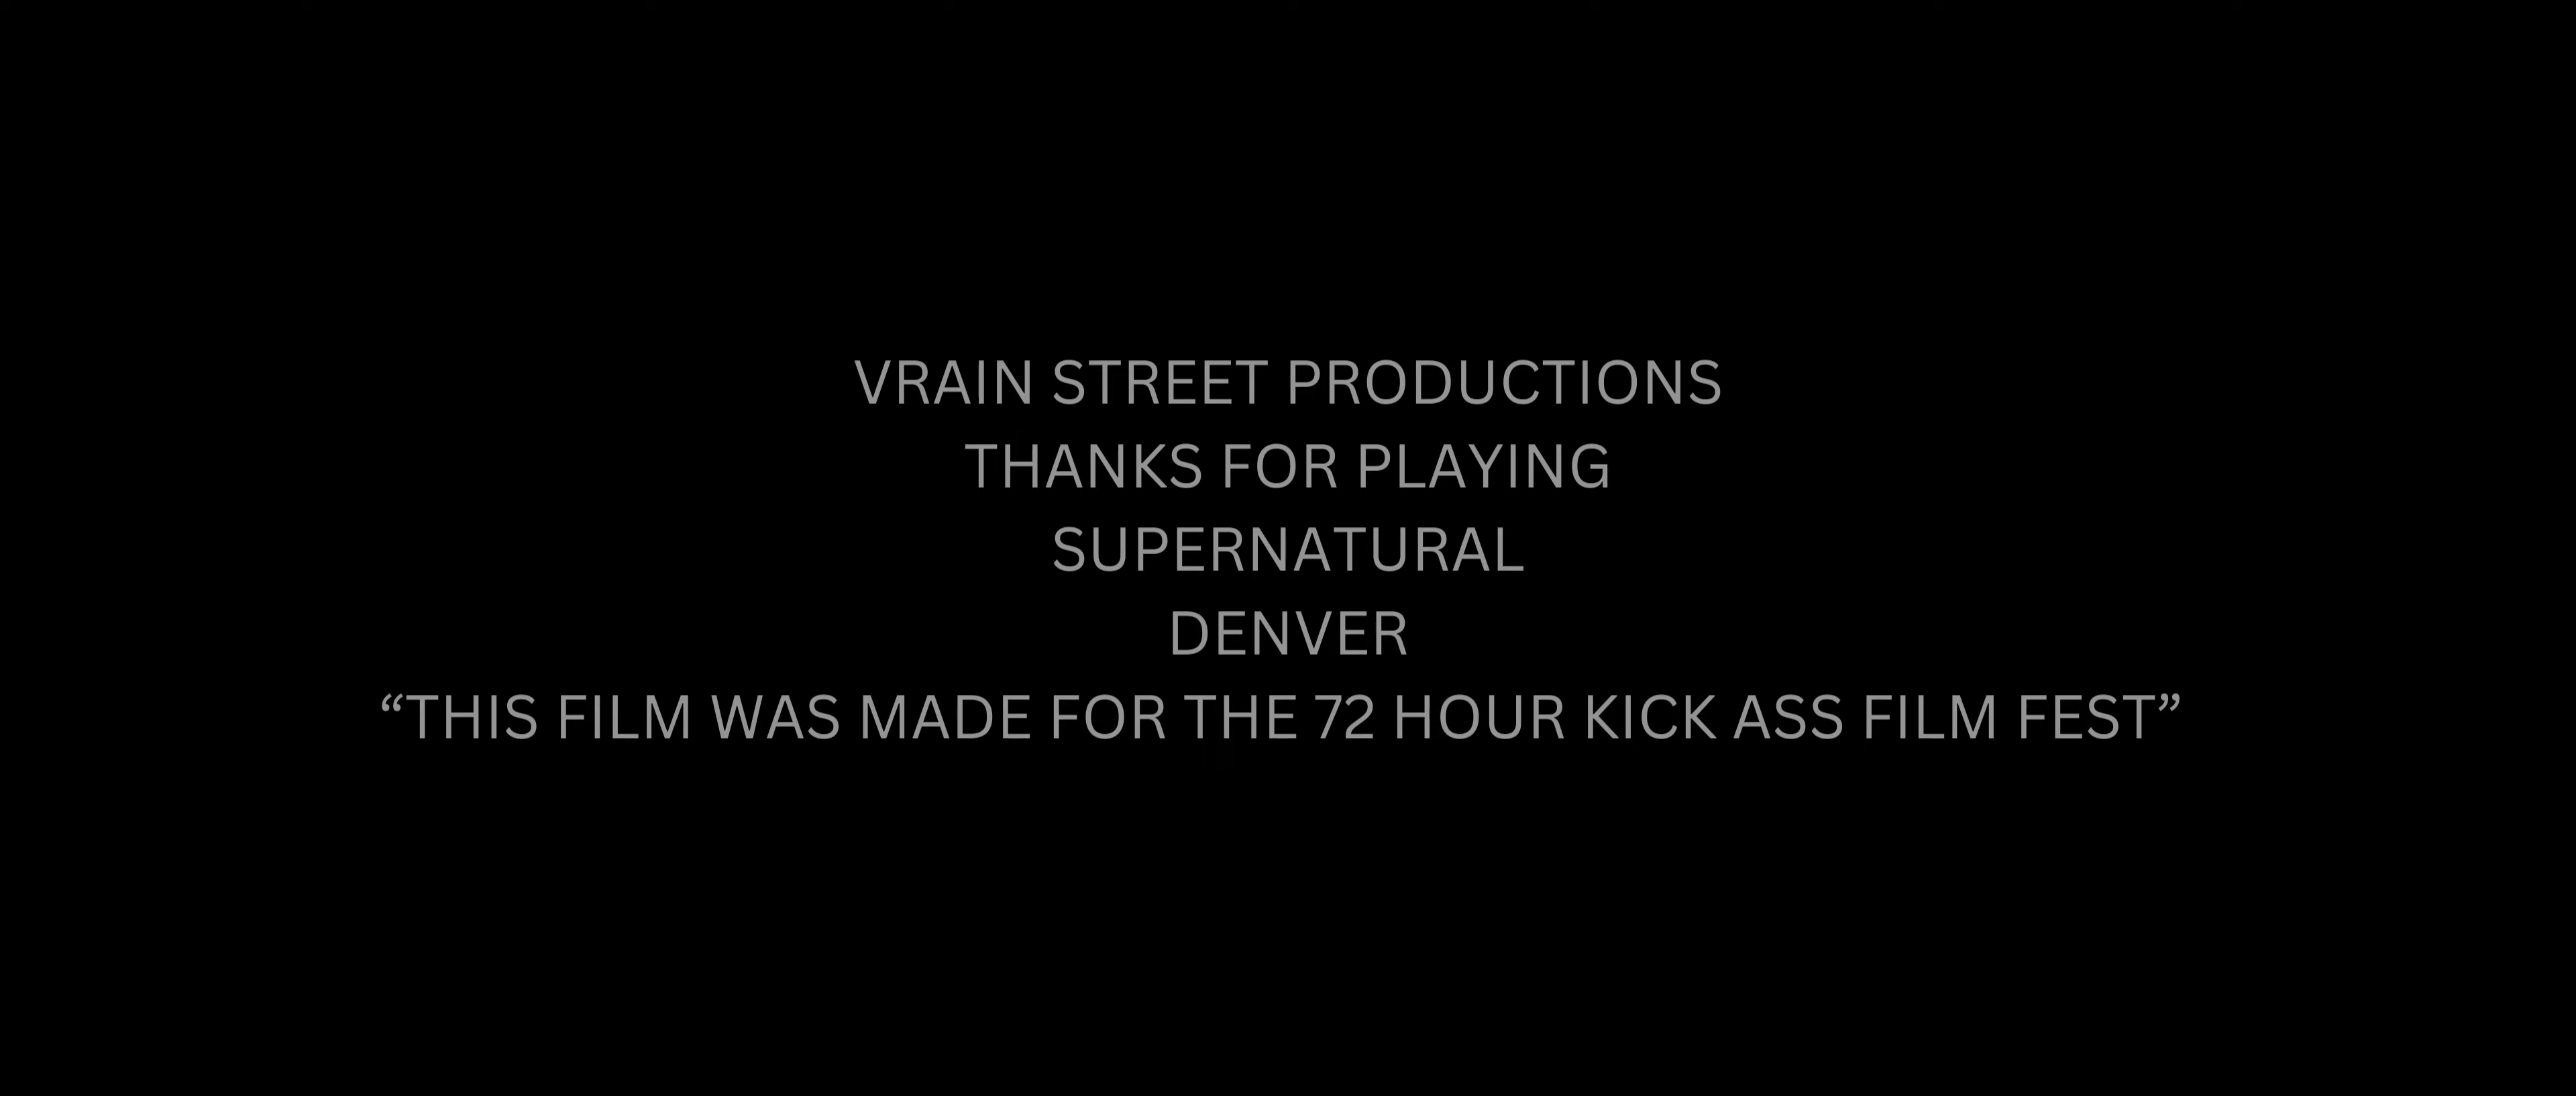 VRAIN STREET PRODUCTIONS
THANKS FOR PLAYING
SUPERNATURAL
DENVER
“THIS FILM WAS MADE FOR THE 72 HOUR KICK ASS FILM FEST”